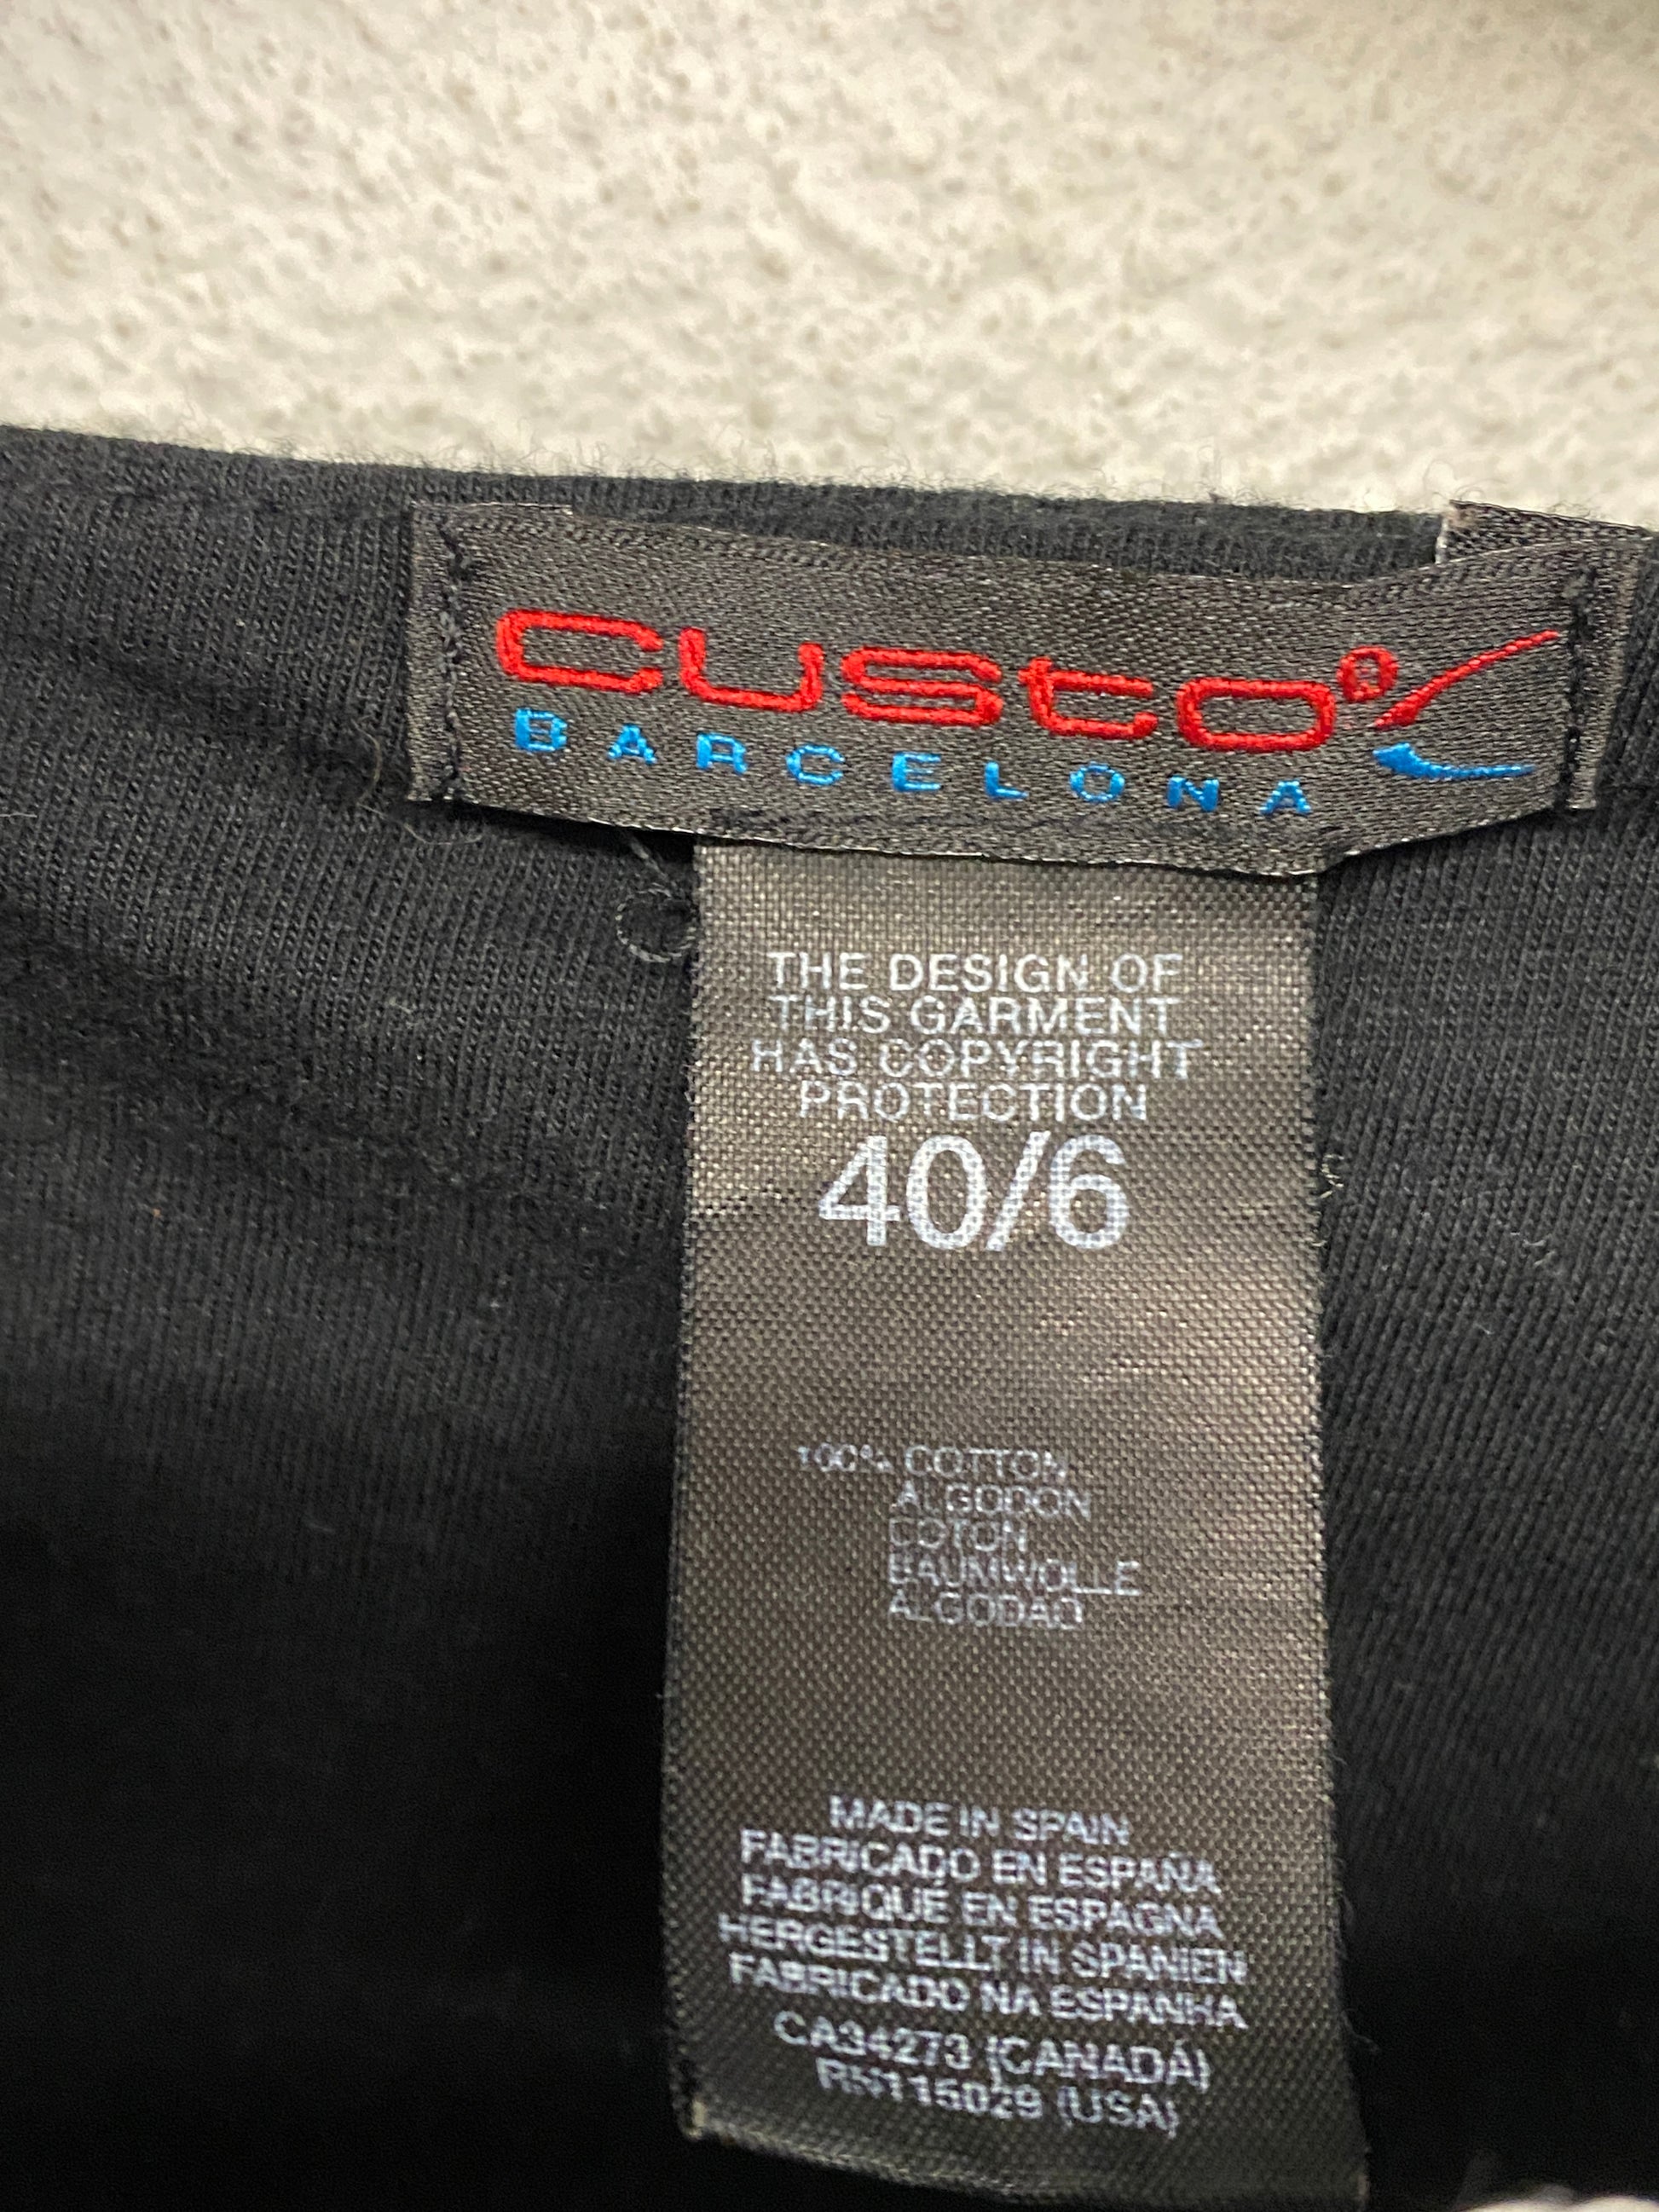 custo
BARCELONA
THE DESIGN OF
THIS GARMENT
HAS COPYRIGHT
PROTECTION
40/6
100% COTTON
ALGODON
COTON
BAUMWOLLE
ALGODAO
MADE IN SPAIN
FABRICADO EN ESPAÑA
FABRIQUÉ EN ESPAGNA
HERGESTELLT IN SPANIEN
FABRICADO NA ESPANHA
CA34273 (CANADA)
RN115029 (USA)